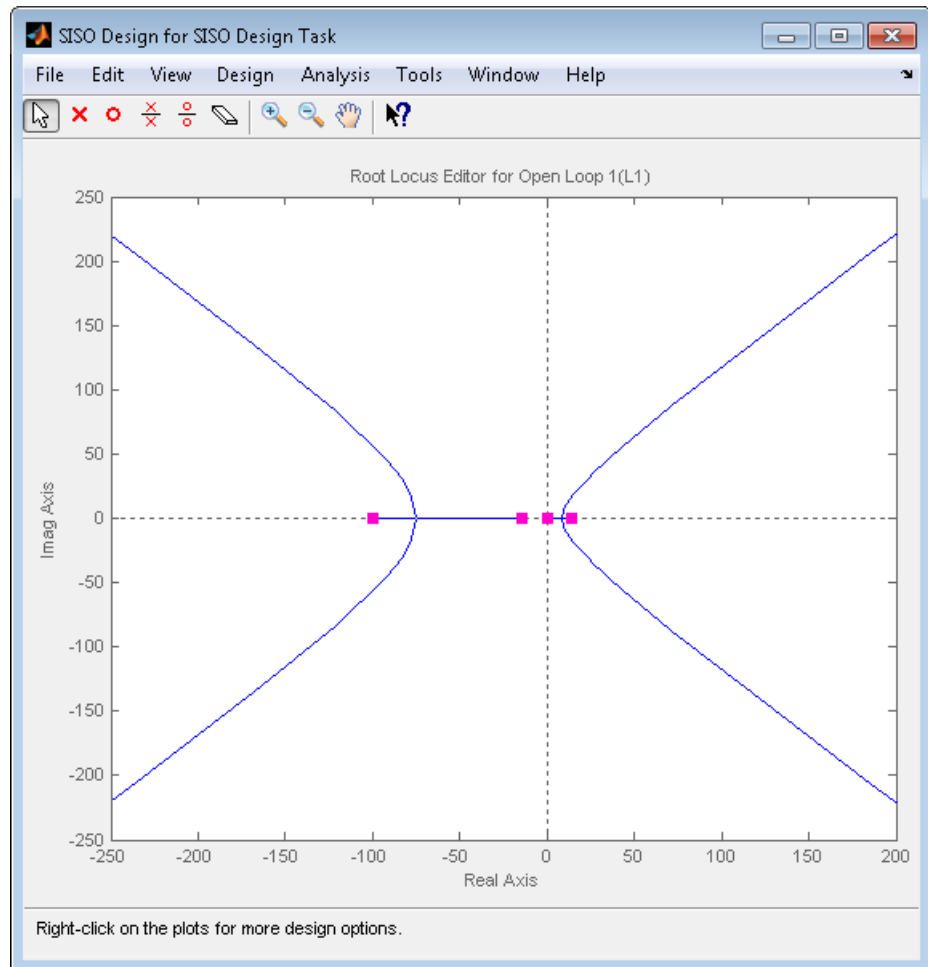 SISO Design for SISO Design Task
File Edit View Design Analysis Tools Window Help
Root Locus Editor for Open Loop 1(L1)
250
200
150
100
50
0
-50
-100
-150
-200
-250
Imag Axis
-250 -200 -150 -100 -50 0 50 100 150 200
Real Axis
Right-click on the plots for more design options.